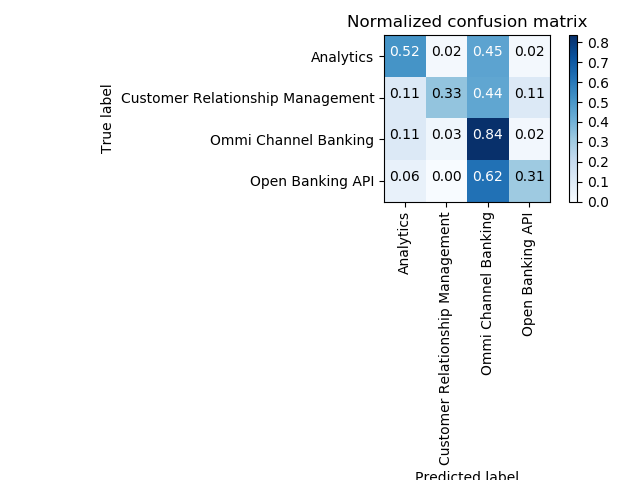 Normalized confusion matrix
True label
Analytics 0.52 0.02 0.45 0.02
Customer Relationship Management 0.11 0.33 0.44 0.11
Ommi Channel Banking 0.11 0.03 0.84 0.02
Open Banking API 0.06 0.00 0.62 0.31
0.8
0.7
0.6
0.5
0.4
0.3
0.2
0.1
0.0
Analytics
Customer Relationship Management
Ommi Channel Banking
Open Banking API
Predicted label